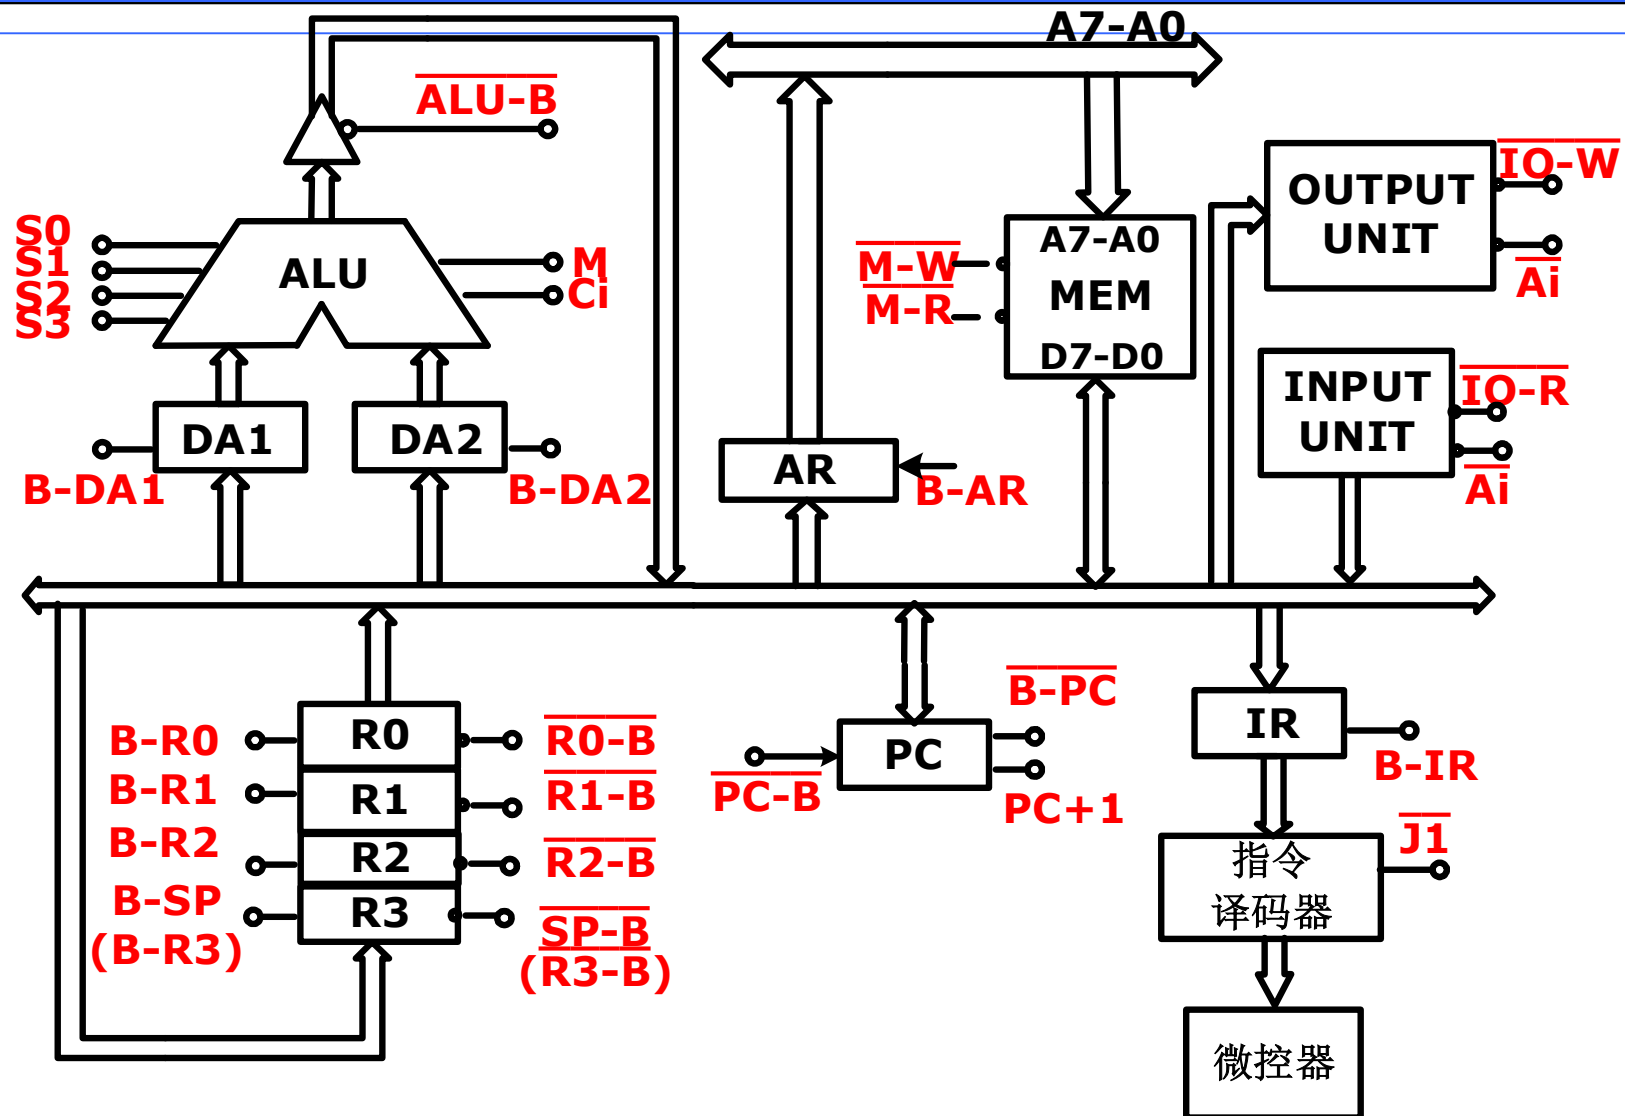 A7-A0
ALU-B
S0
S1
S2
S3
ALU
M
Ci
DA1
DA2
B-DA1
B-DA2
AR
B-AR
M-W
M-R
A7-A0
MEM
D7-D0
OUTPUT
UNIT
IO-W
Ai
INPUT
UNIT
IO-R
Ai
B-R0
B-R1
B-R2
B-SP
(B-R3)
R0
R1
R2
R3
R0-B
R1-B
R2-B
SP-B
(R3-B)
PC-B
PC
B-PC
PC+1
IR
B-IR
J1
指令
译码器
微控器